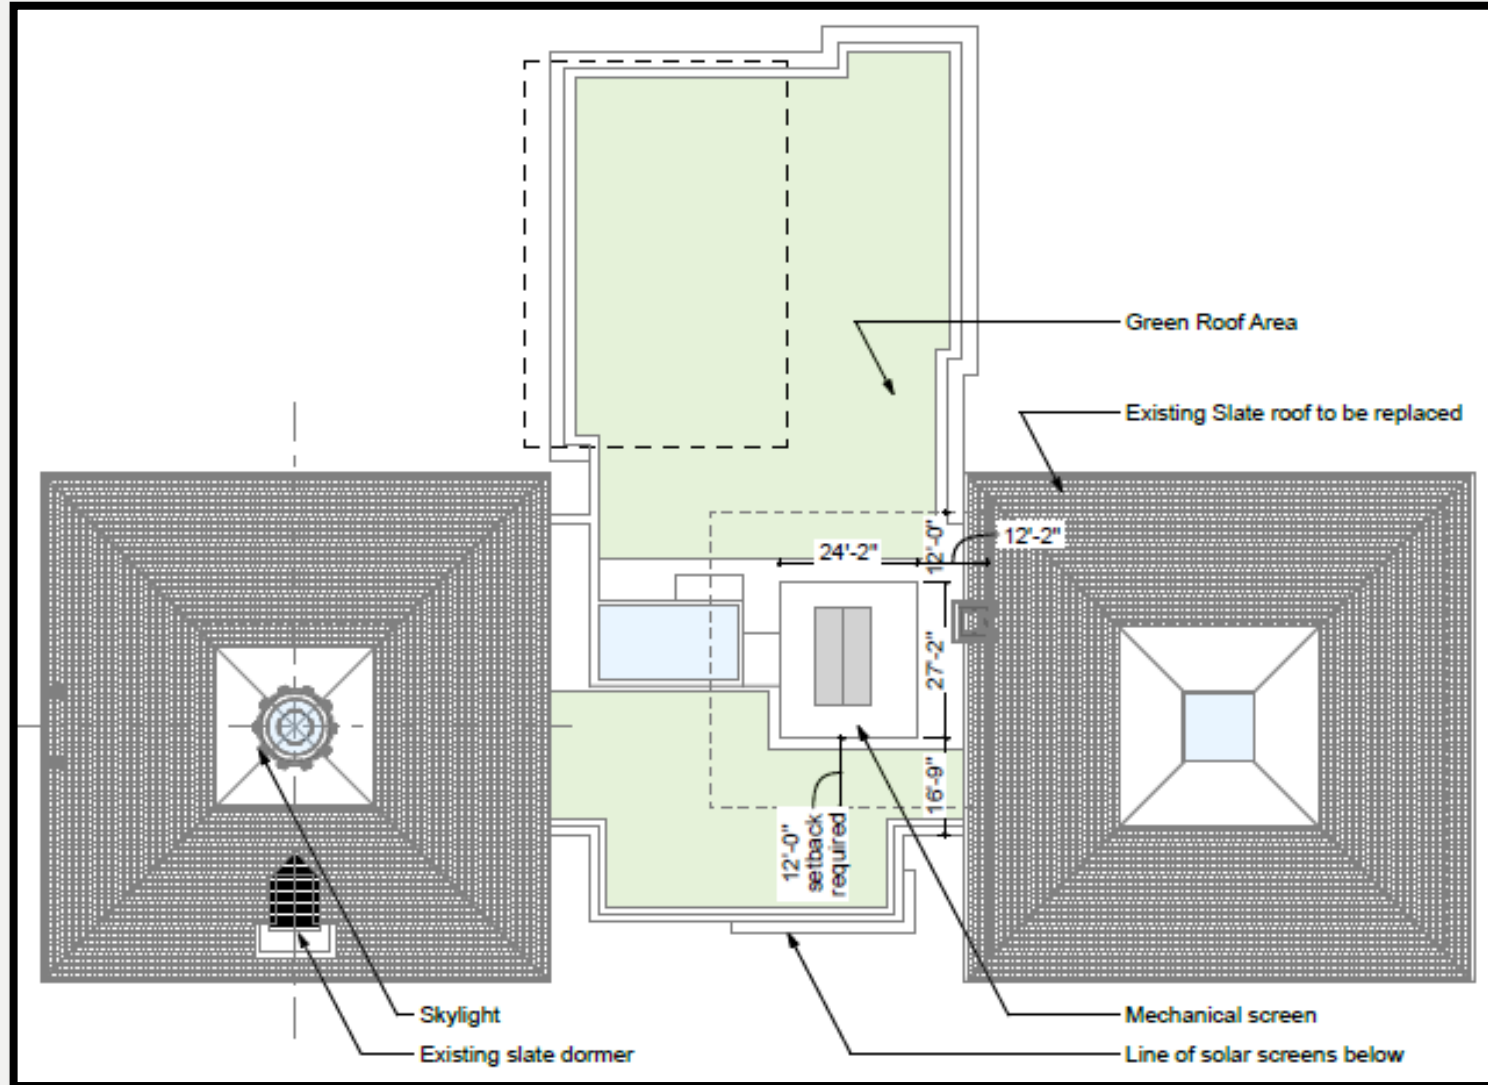 Green Roof Area
Existing Slate roof to be replaced
12'-0"
12'-2"
24'-2"
27'-2"
16'-9"
12'-0"
setback
required
Skylight
Existing slate dormer
Mechanical screen
Line of solar screens below